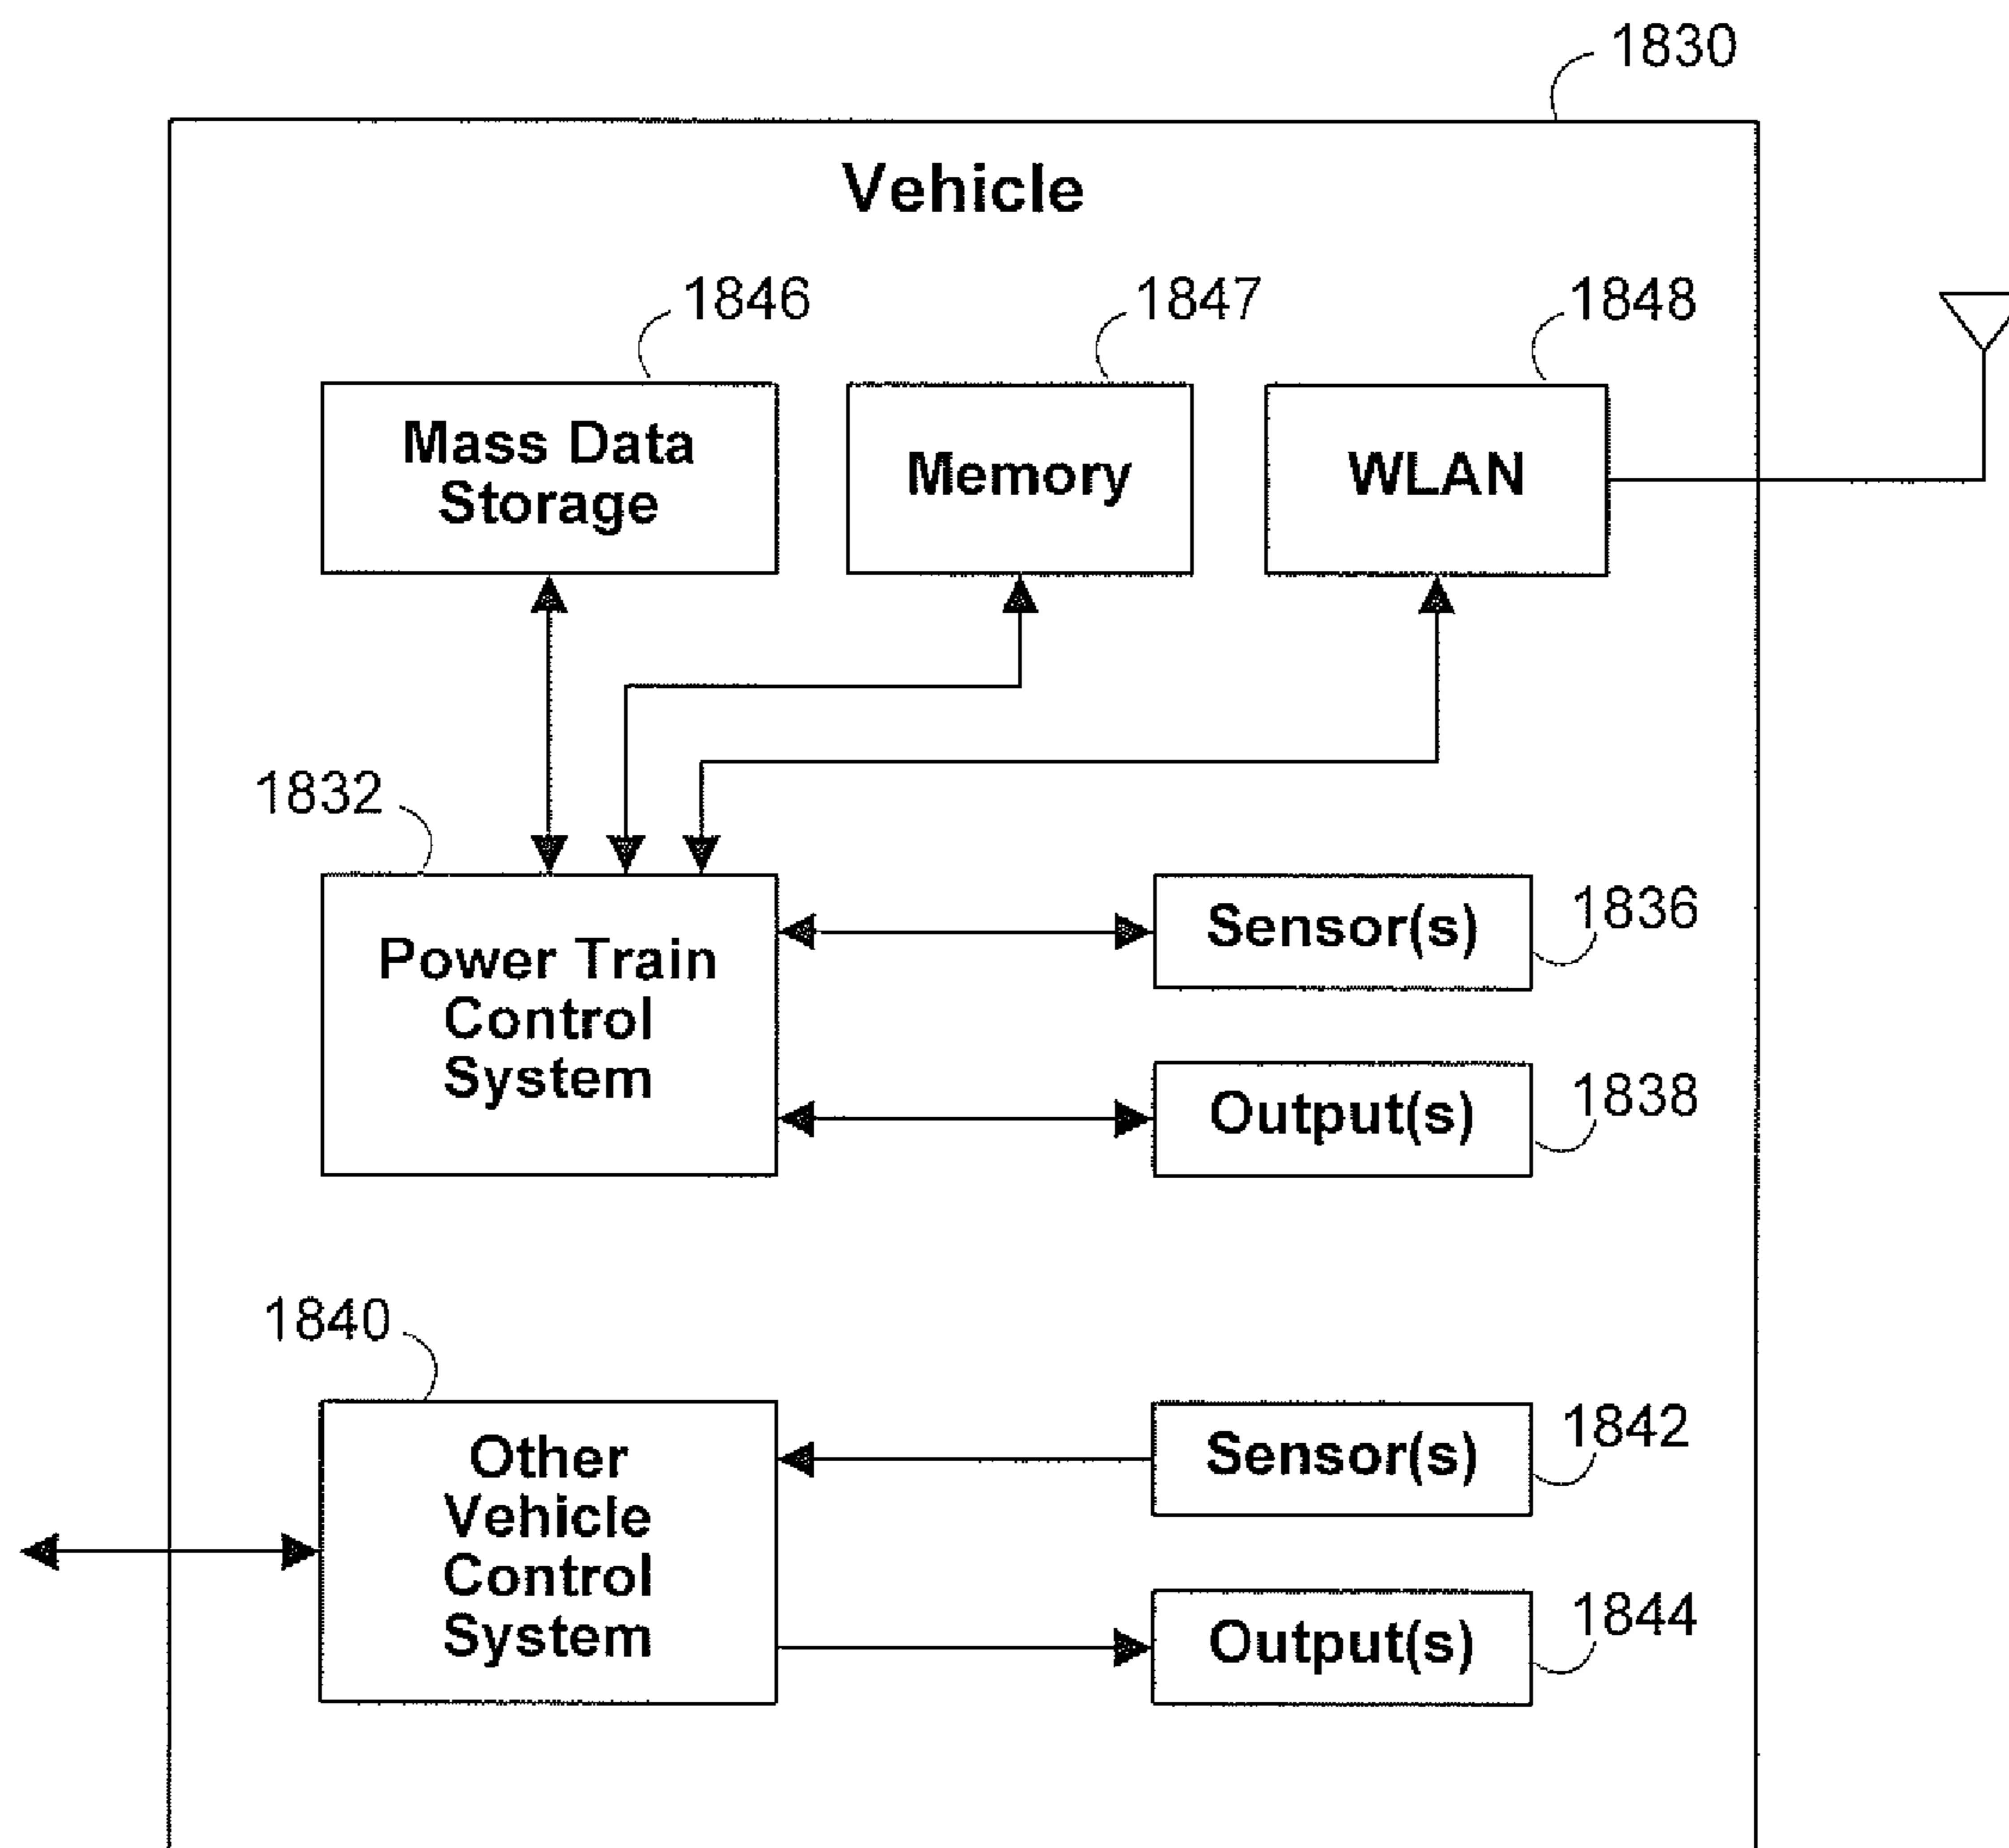 1830
Vehicle
1846
1847
1848
Mass Data
Storage
Memory
WLAN
1832
Power Train
Control
System
Sensor(s)
1836
Output(s)
1838
1840
Other
Vehicle
Control
System
Sensor(s)
1842
Output(s)
1844